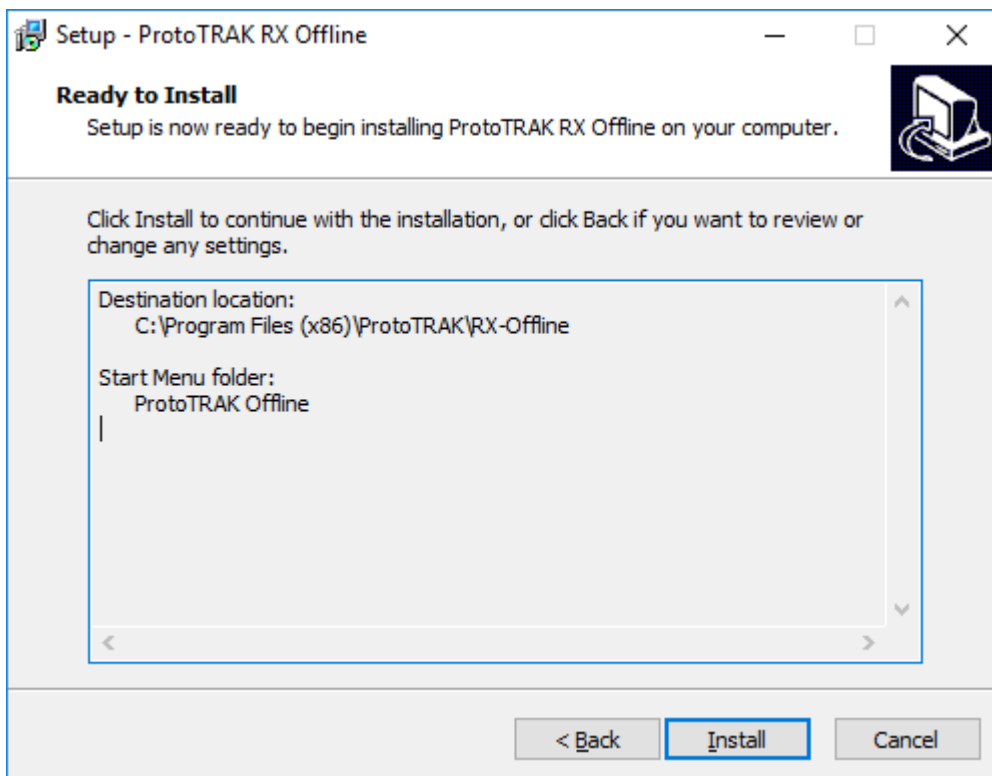 Setup - ProtoTRAK RX Offline
Ready to Install
Setup is now ready to begin installing ProtoTRAK RX Offline on your computer.
Click Install to continue with the installation, or click Back if you want to review or
change any settings.
Destination location:
C:\Program Files (x86)\ProtoTRAK\RX-Offline
Start Menu folder:
ProtoTRAK Offline
< Back
Install
Cancel